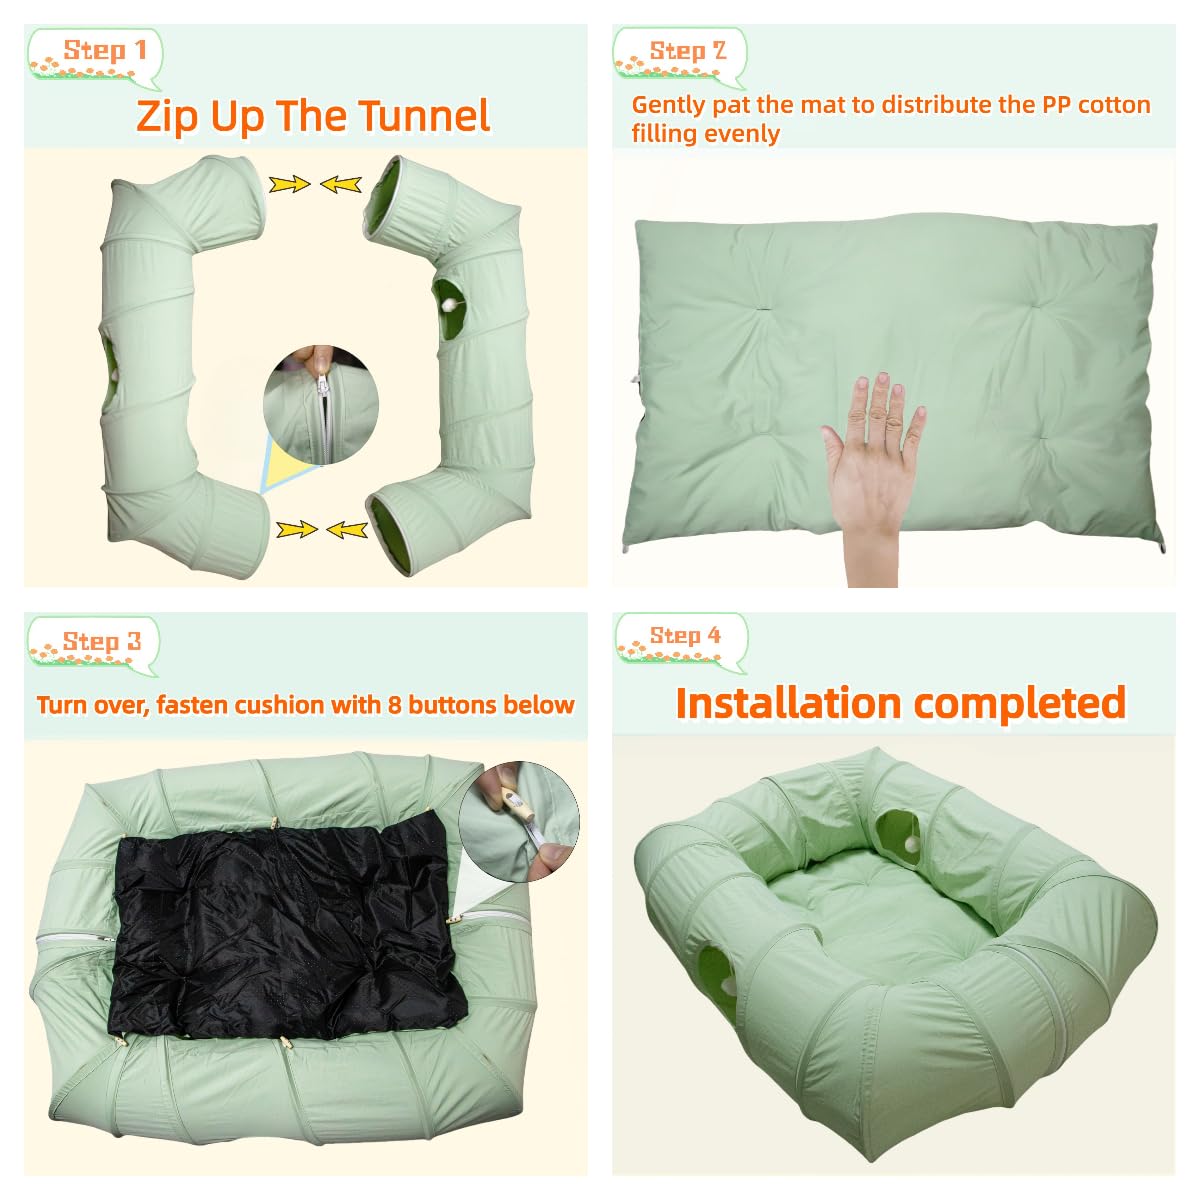 Step 1
Zip Up The Tunnel
Step 2
Gently pat the mat to distribute the PP cotton
filling evenly
Step 3
Turn over, fasten cushion with 8 buttons below
Step 4
Installation completed